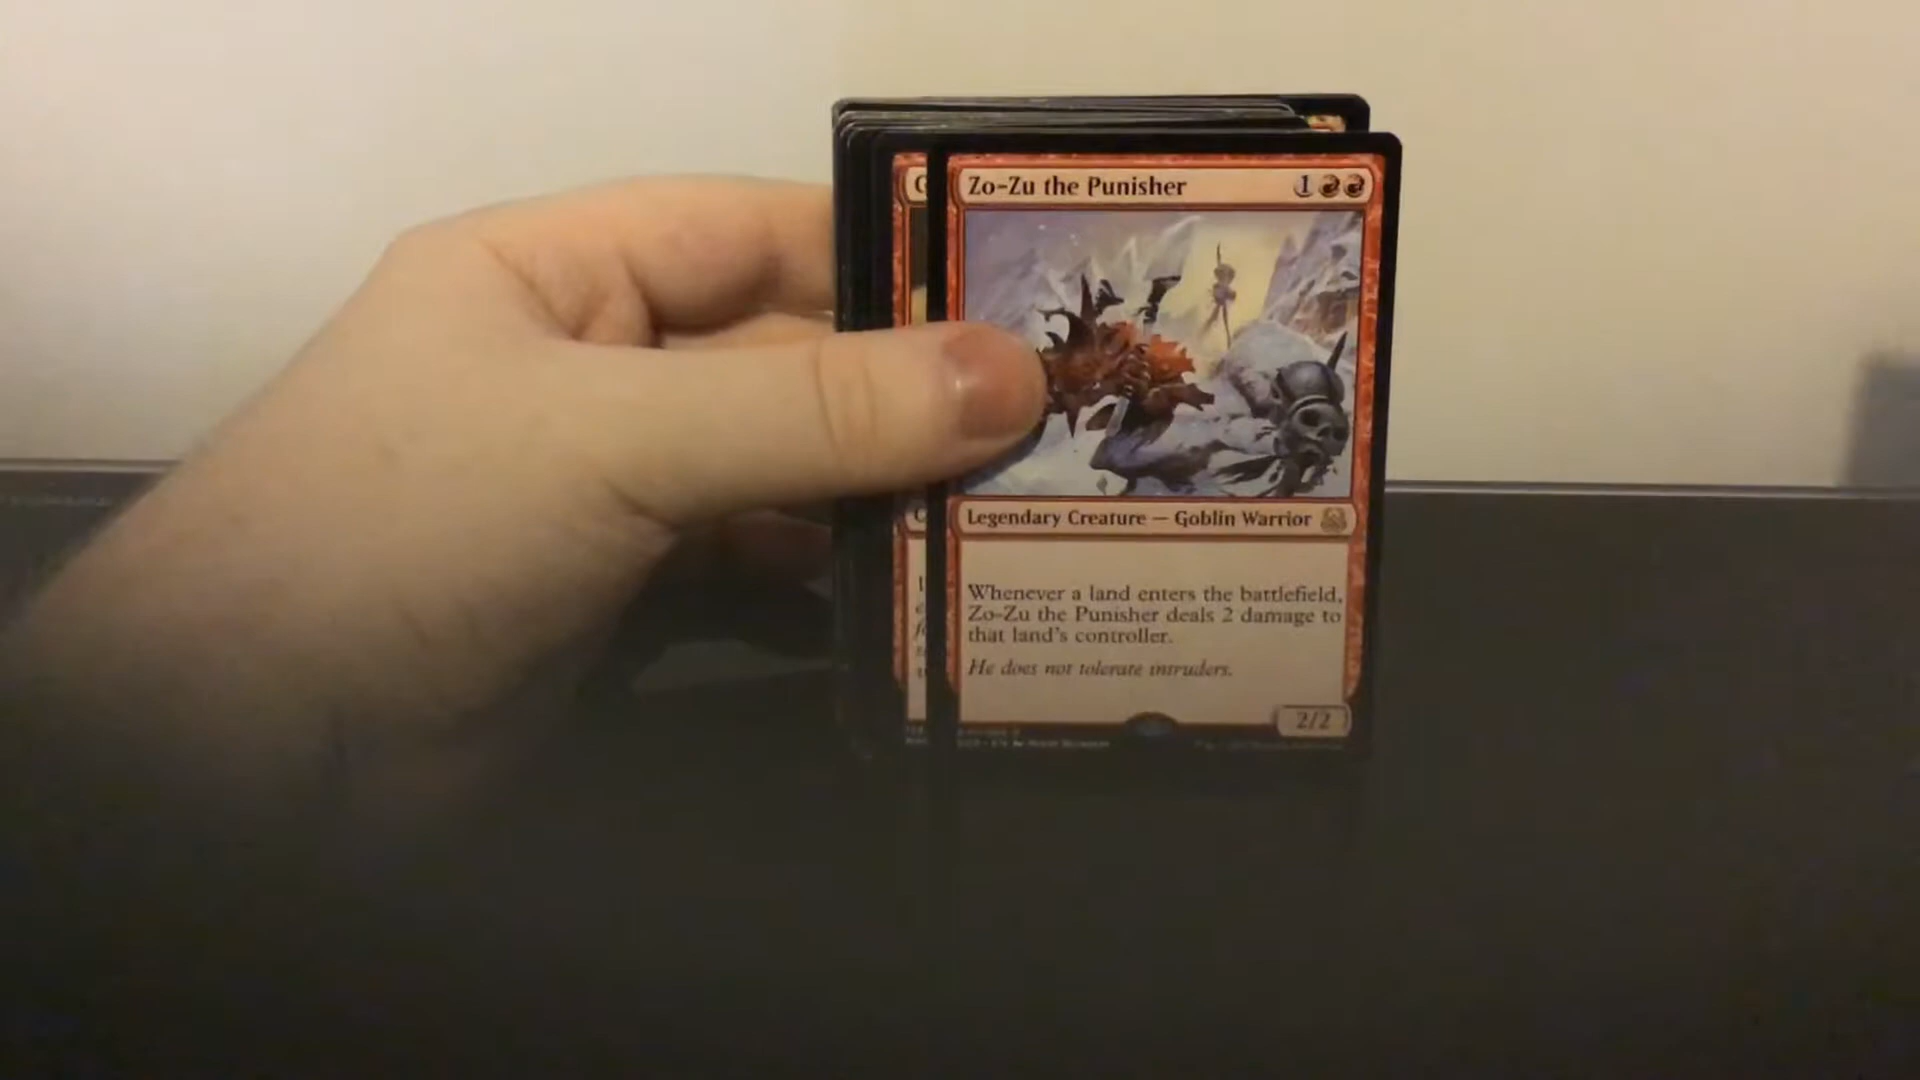 Zo-Zu the Punisher 1
Legendary Creature — Goblin Warrior
Whenever a land enters the battlefield,
Zo-Zu the Punisher deals 2 damage to
that land's controller.
He does not tolerate intruders.
2/2